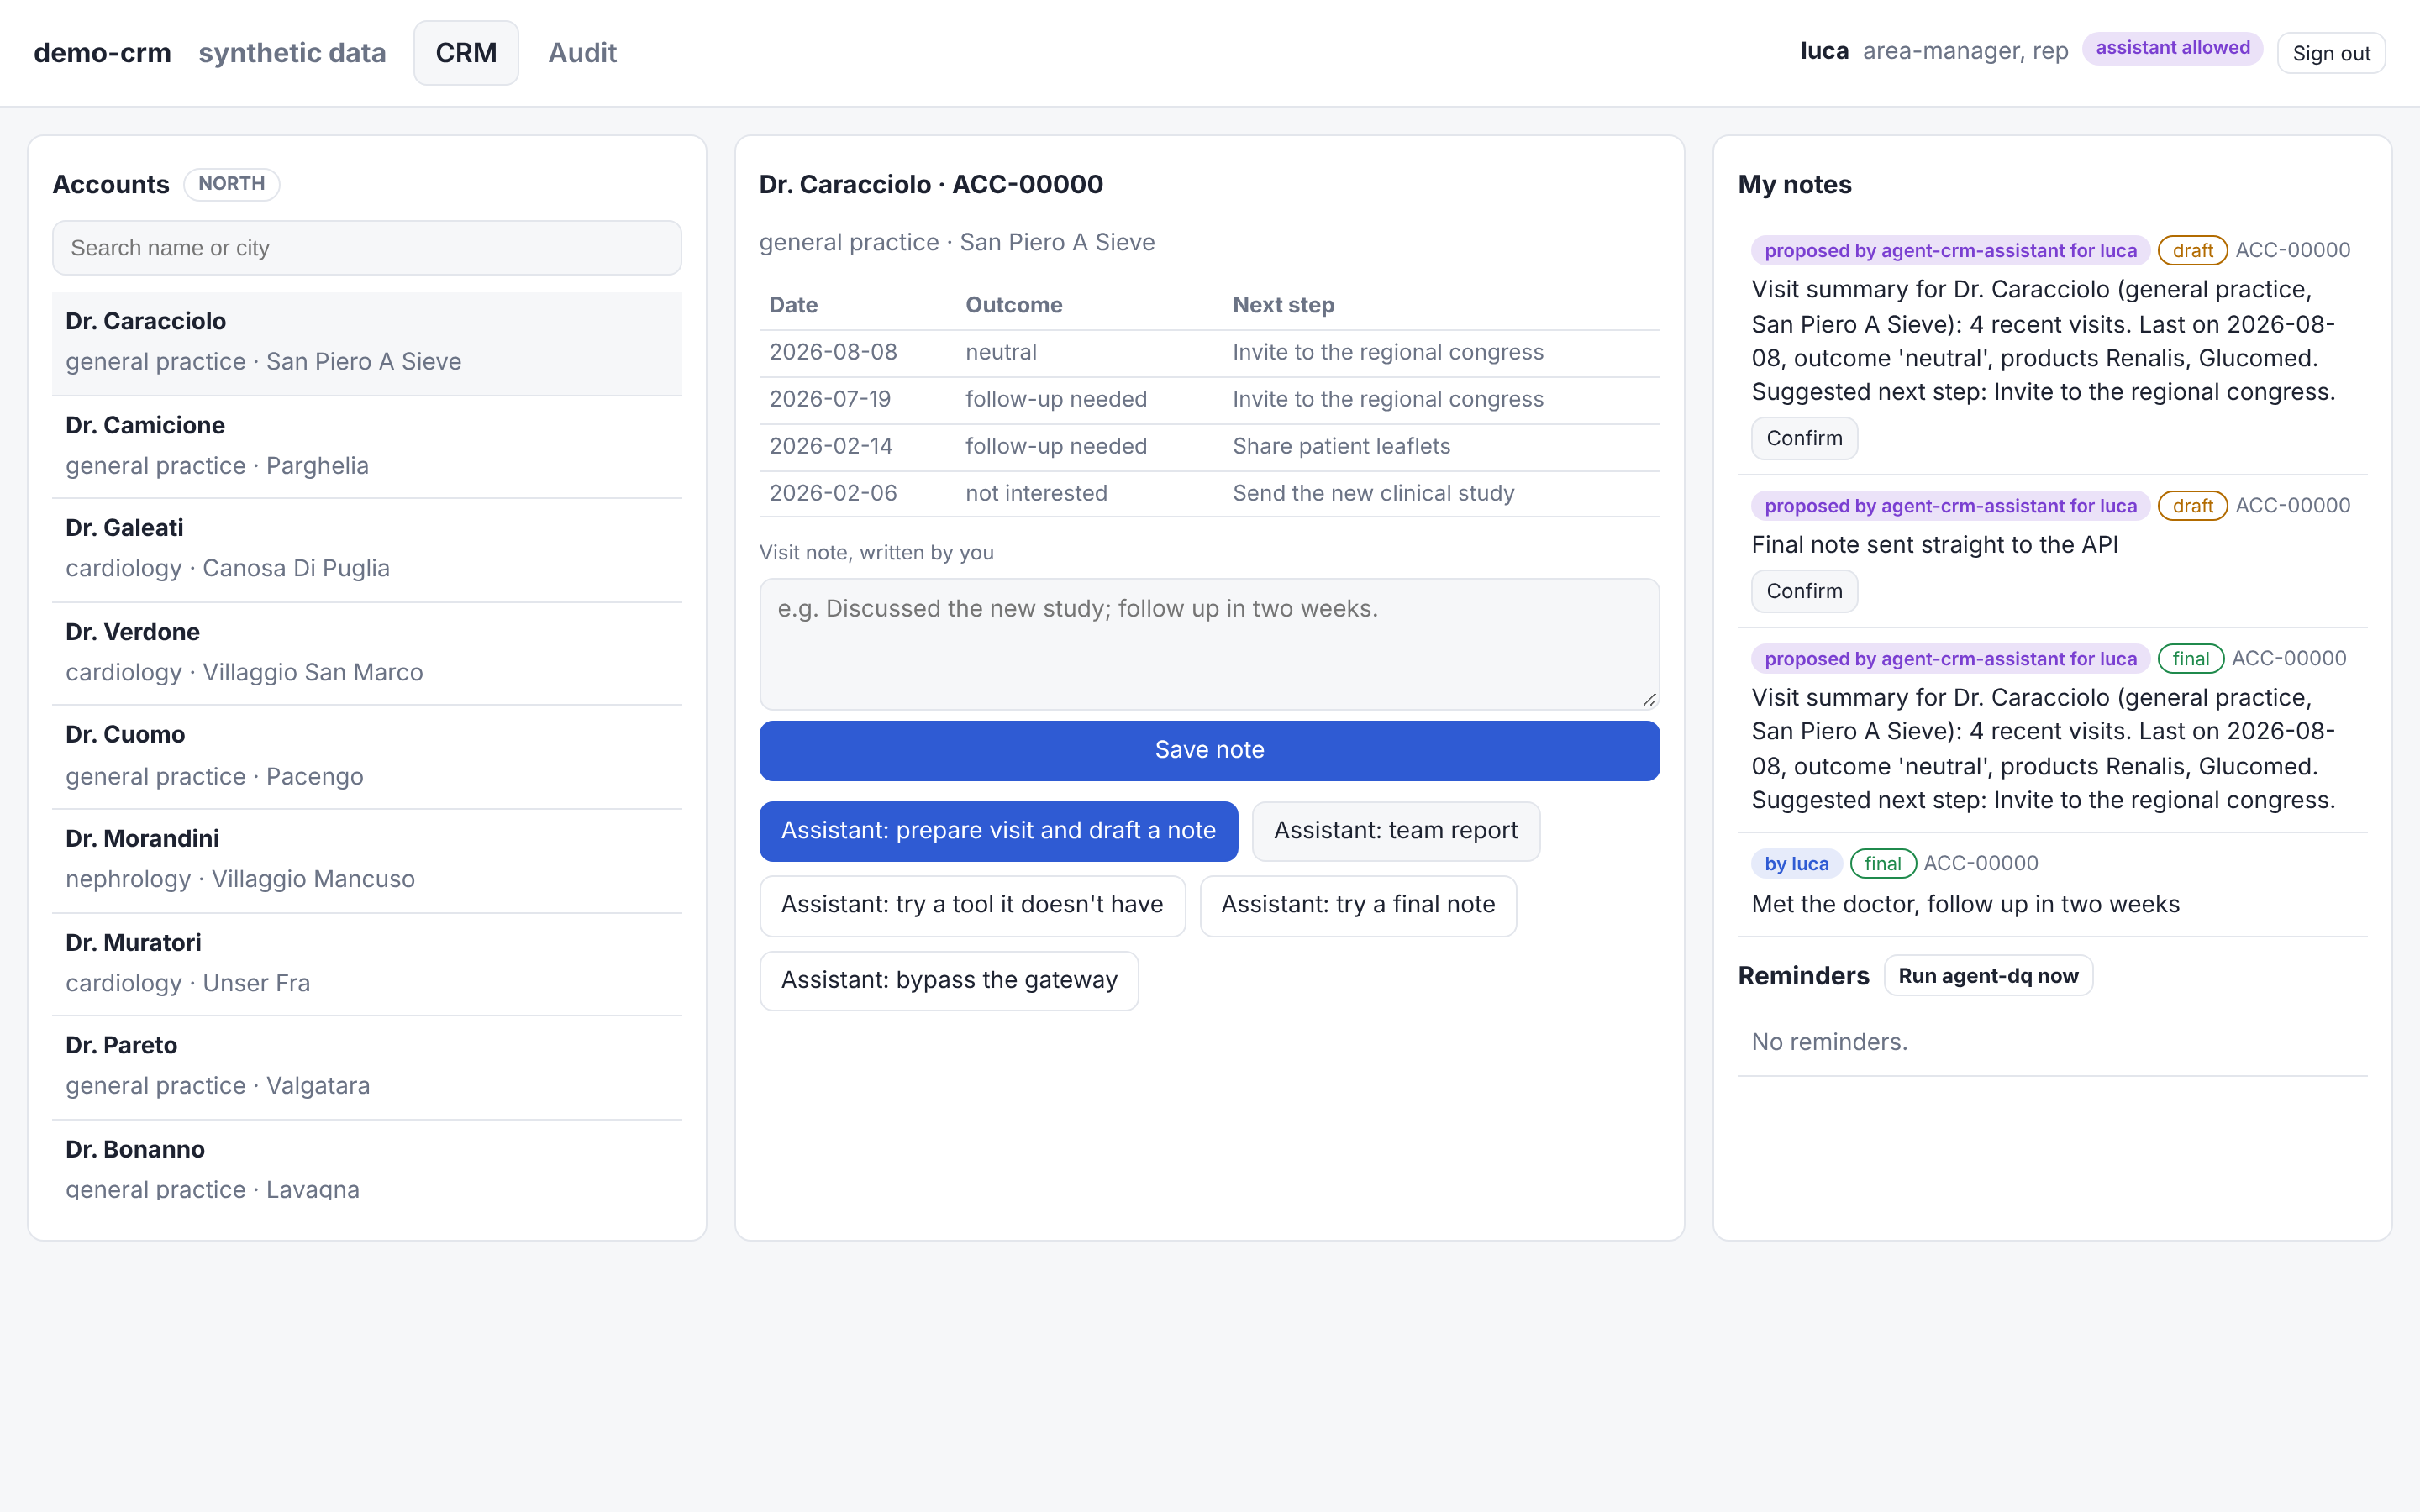 demo-crm synthetic data CRM Audit
luca area-manager, rep assistant allowed Sign out
Accounts NORTH
Search name or city
Dr. Caracciolo
general practice · San Piero A Sieve
Dr. Camicione
general practice · Parghelia
Dr. Galeati
cardiology · Canosa Di Puglia
Dr. Verdone
cardiology · Villaggio San Marco
Dr. Cuomo
general practice · Pacengo
Dr. Morandini
nephrology · Villaggio Mancuso
Dr. Muratori
cardiology · Unser Fra
Dr. Pareto
general practice · Valgatara
Dr. Bonanno
general practice · Lavagna
Dr. Caracciolo · ACC-00000
general practice · San Piero A Sieve
Date Outcome Next step
2026-08-08 neutral Invite to the regional congress
2026-07-19 follow-up needed Invite to the regional congress
2026-02-14 follow-up needed Share patient leaflets
2026-02-06 not interested Send the new clinical study
Visit note, written by you
e.g. Discussed the new study; follow up in two weeks.
Save note
Assistant: prepare visit and draft a note Assistant: team report
Assistant: try a tool it doesn't have Assistant: try a final note
Assistant: bypass the gateway
My notes
proposed by agent-crm-assistant for luca draft ACC-00000
Visit summary for Dr. Caracciolo (general practice,
San Piero A Sieve): 4 recent visits. Last on 2026-08-
08, outcome 'neutral', products Renalis, Glucomed.
Suggested next step: Invite to the regional congress.
Confirm
proposed by agent-crm-assistant for luca draft ACC-00000
Final note sent straight to the API
Confirm
proposed by agent-crm-assistant for luca final ACC-00000
Visit summary for Dr. Caracciolo (general practice,
San Piero A Sieve): 4 recent visits. Last on 2026-08-
08, outcome 'neutral', products Renalis, Glucomed.
Suggested next step: Invite to the regional congress.
by luca final ACC-00000
Met the doctor, follow up in two weeks
Reminders Run agent-dq now
No reminders.